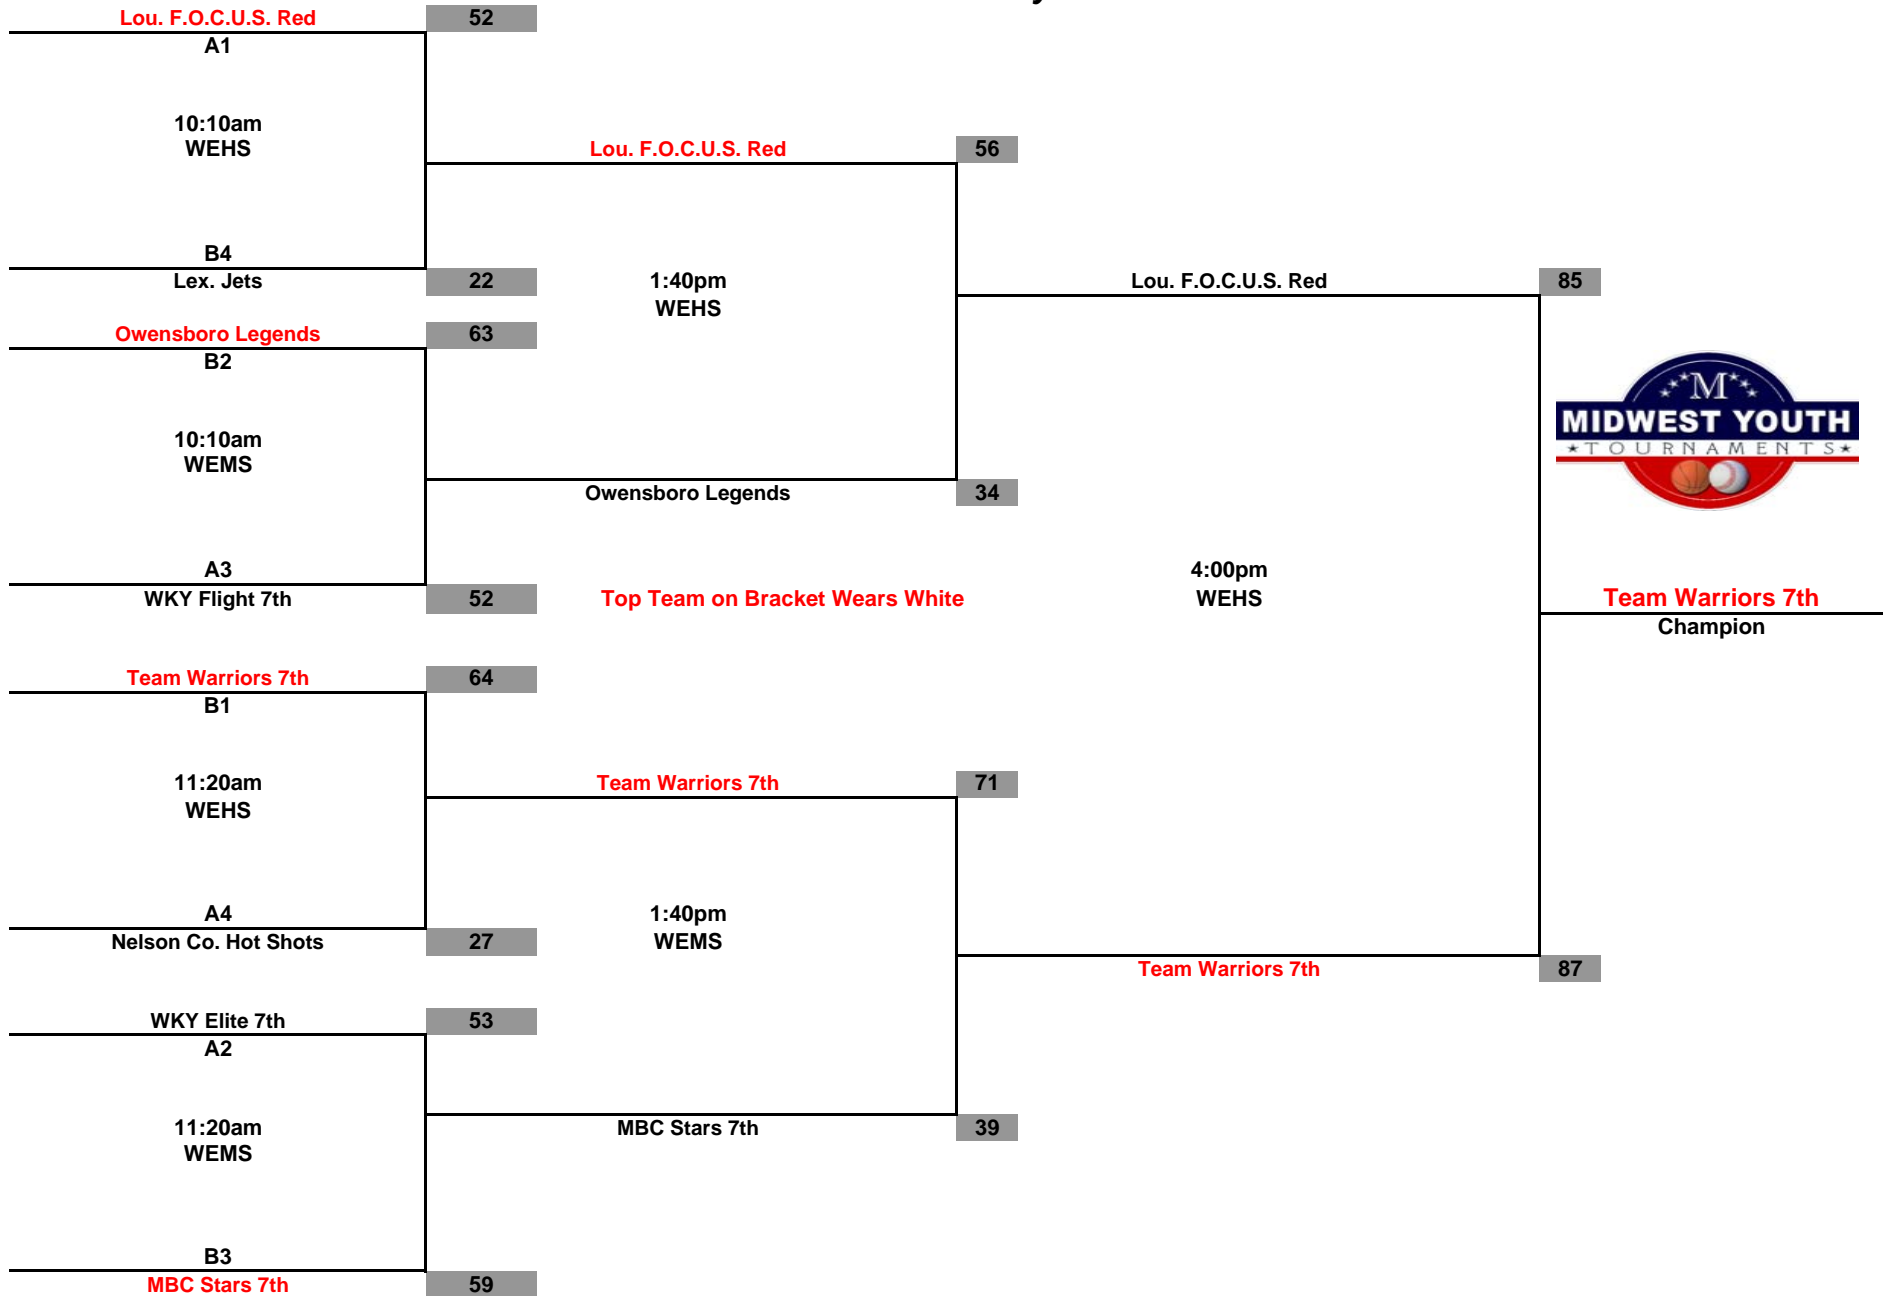 Lou. F.O.C.U.S. Red 52
A1
10:10am
WEHS
Lou. F.O.C.U.S. Red 56
B4
Lex. Jets 22
1:40pm
WEHS
Lou. F.O.C.U.S. Red 85
Owensboro Legends 63
B2
10:10am
WEMS
Owensboro Legends 34
M
MIDWEST YOUTH
TOURNAMENTS
A3
WKY Flight 7th 52
Top Team on Bracket Wears White
4:00pm
WEHS
Team Warriors 7th
Champion
Team Warriors 7th 64
B1
11:20am
WEHS
Team Warriors 7th 71
A4
Nelson Co. Hot Shots 27
1:40pm
WEMS
Team Warriors 7th 87
WKY Elite 7th 53
A2
11:20am
WEMS
MBC Stars 7th 39
B3
MBC Stars 7th 59